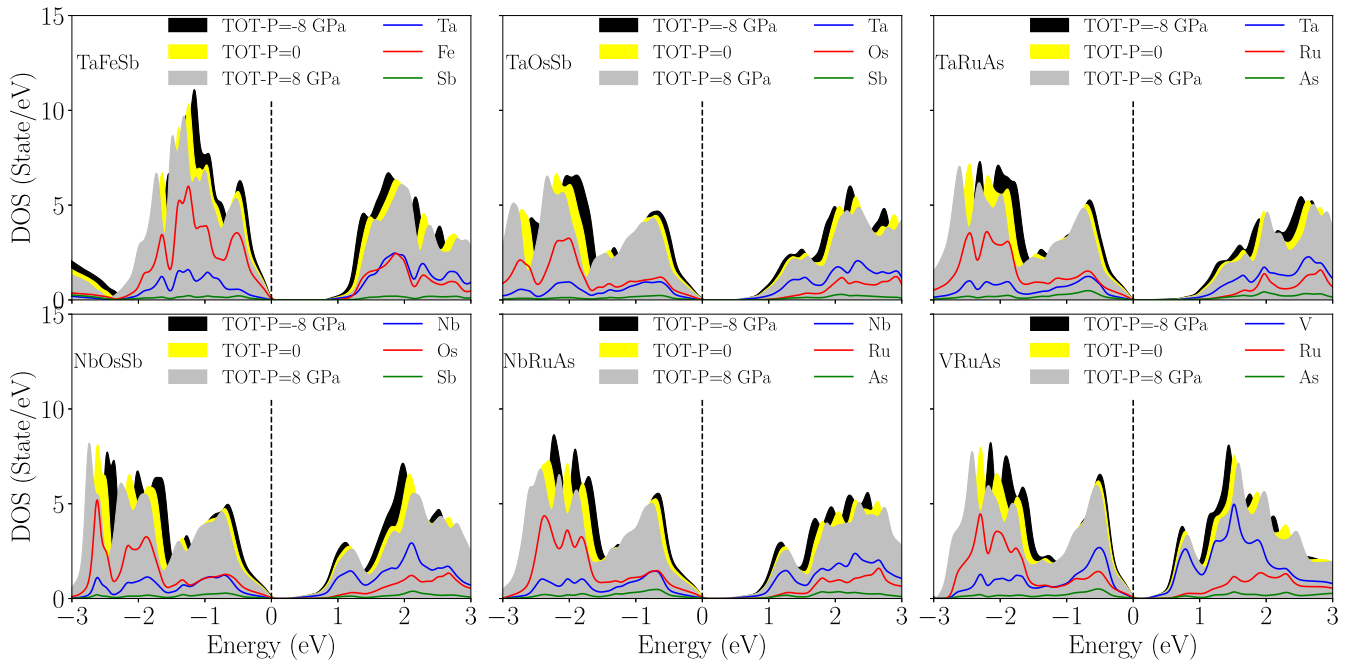 15
10
5
0
DOS (State/eV)
TaFeSb
TOT-P=-8 GPa
TOT-P=0
TOT-P=8 GPa
Ta
Fe
Sb
TaOsSb
TOT-P=-8 GPa
TOT-P=0
TOT-P=8 GPa
Ta
Os
Sb
TaRuAs
TOT-P=-8 GPa
TOT-P=0
TOT-P=8 GPa
Ta
Ru
As
15
10
5
0
DOS (State/eV)
NbOsSb
TOT-P=-8 GPa
TOT-P=0
TOT-P=8 GPa
Nb
Os
Sb
−3 −2 −1 0 1 2 3
Energy (eV)
NbRuAs
TOT-P=-8 GPa
TOT-P=0
TOT-P=8 GPa
Nb
Ru
As
−3 −2 −1 0 1 2 3
Energy (eV)
VRuAs
TOT-P=-8 GPa
TOT-P=0
TOT-P=8 GPa
V
Ru
As
−3 −2 −1 0 1 2 3
Energy (eV)